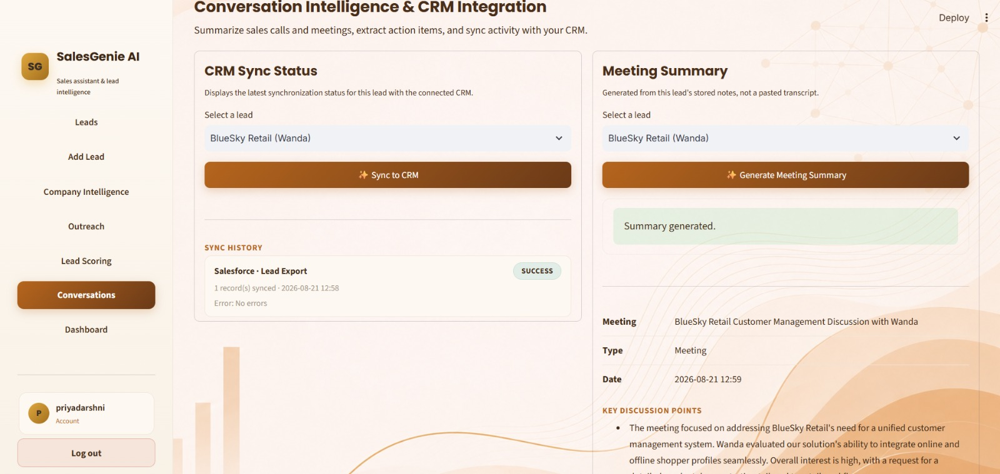 Conversation Intelligence & CRM Integration
Summarize sales calls and meetings, extract action items, and sync activity with your CRM.
Deploy
SG
SalesGenie AI
Sales assistant & lead
intelligence
Leads
Add Lead
Company Intelligence
Outreach
Lead Scoring
Conversations
Dashboard
P
priyadarshni
Account
Log out
CRM Sync Status
Displays the latest synchronization status for this lead with the connected CRM.
Select a lead
BlueSky Retail (Wanda)
✨ Sync to CRM
SYNC HISTORY
Salesforce · Lead Export
SUCCESS
1 record(s) synced · 2026-08-21 12:58
Error: No errors
Meeting Summary
Generated from this lead's stored notes, not a pasted transcript.
Select a lead
BlueSky Retail (Wanda)
✨ Generate Meeting Summary
Summary generated.
Meeting BlueSky Retail Customer Management Discussion with Wanda
Type Meeting
Date 2026-08-21 12:59
KEY DISCUSSION POINTS
• The meeting focused on addressing BlueSky Retail's need for a unified customer
management system. Wanda evaluated our solution's ability to integrate online and
offline shopper profiles seamlessly. Overall interest is high, with a request for a